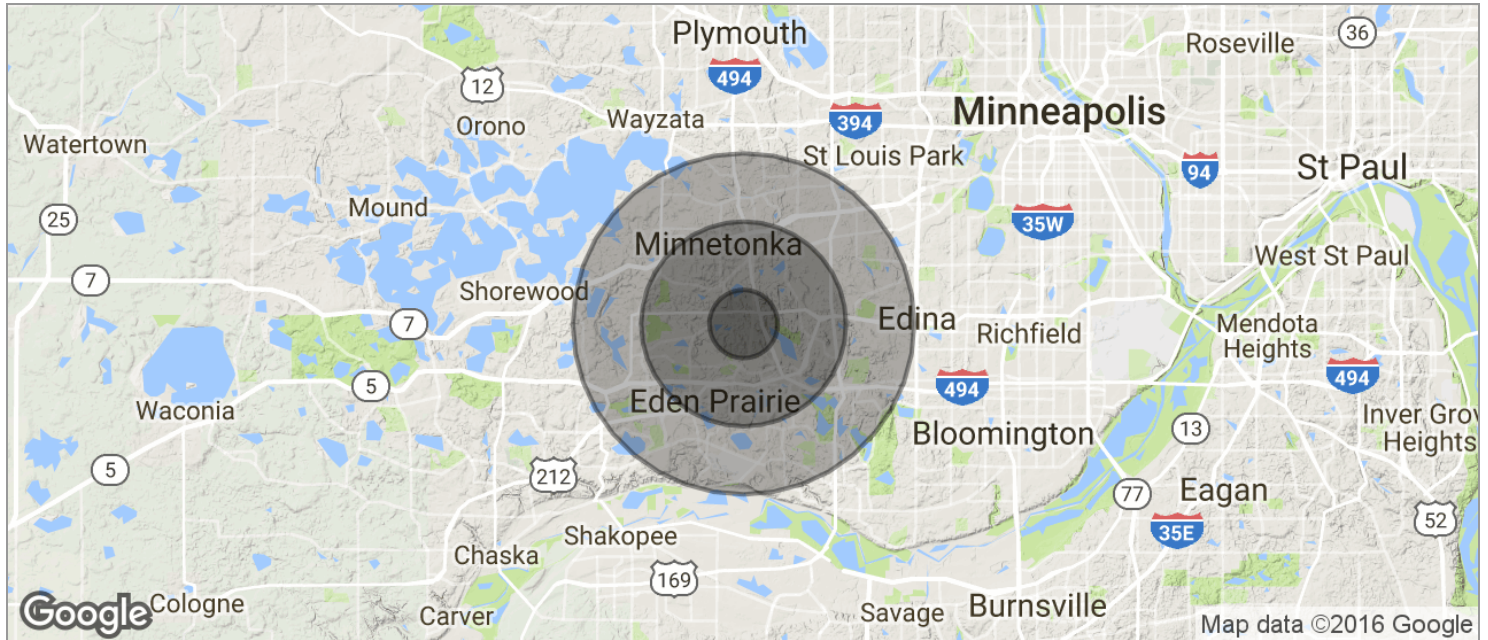 Plymouth
36
Roseville
494
12
Minneapolis
Orono
Wayzata
394
Watertown
St Louis Park
94
St Paul
Mound
25
35W
Minnetonka
West St Paul
7
Shorewood
7
Edina
Richfield
Mendota
Heights
5
494
494
Waconia
Eden Prairie
Inver Grov
Heights
Bloomington
13
5
212
77
Eagan
52
35E
Shakopee
Chaska
169
Google
Cologne
Carver
Savage
Burnsville
Map data ©2016 Google